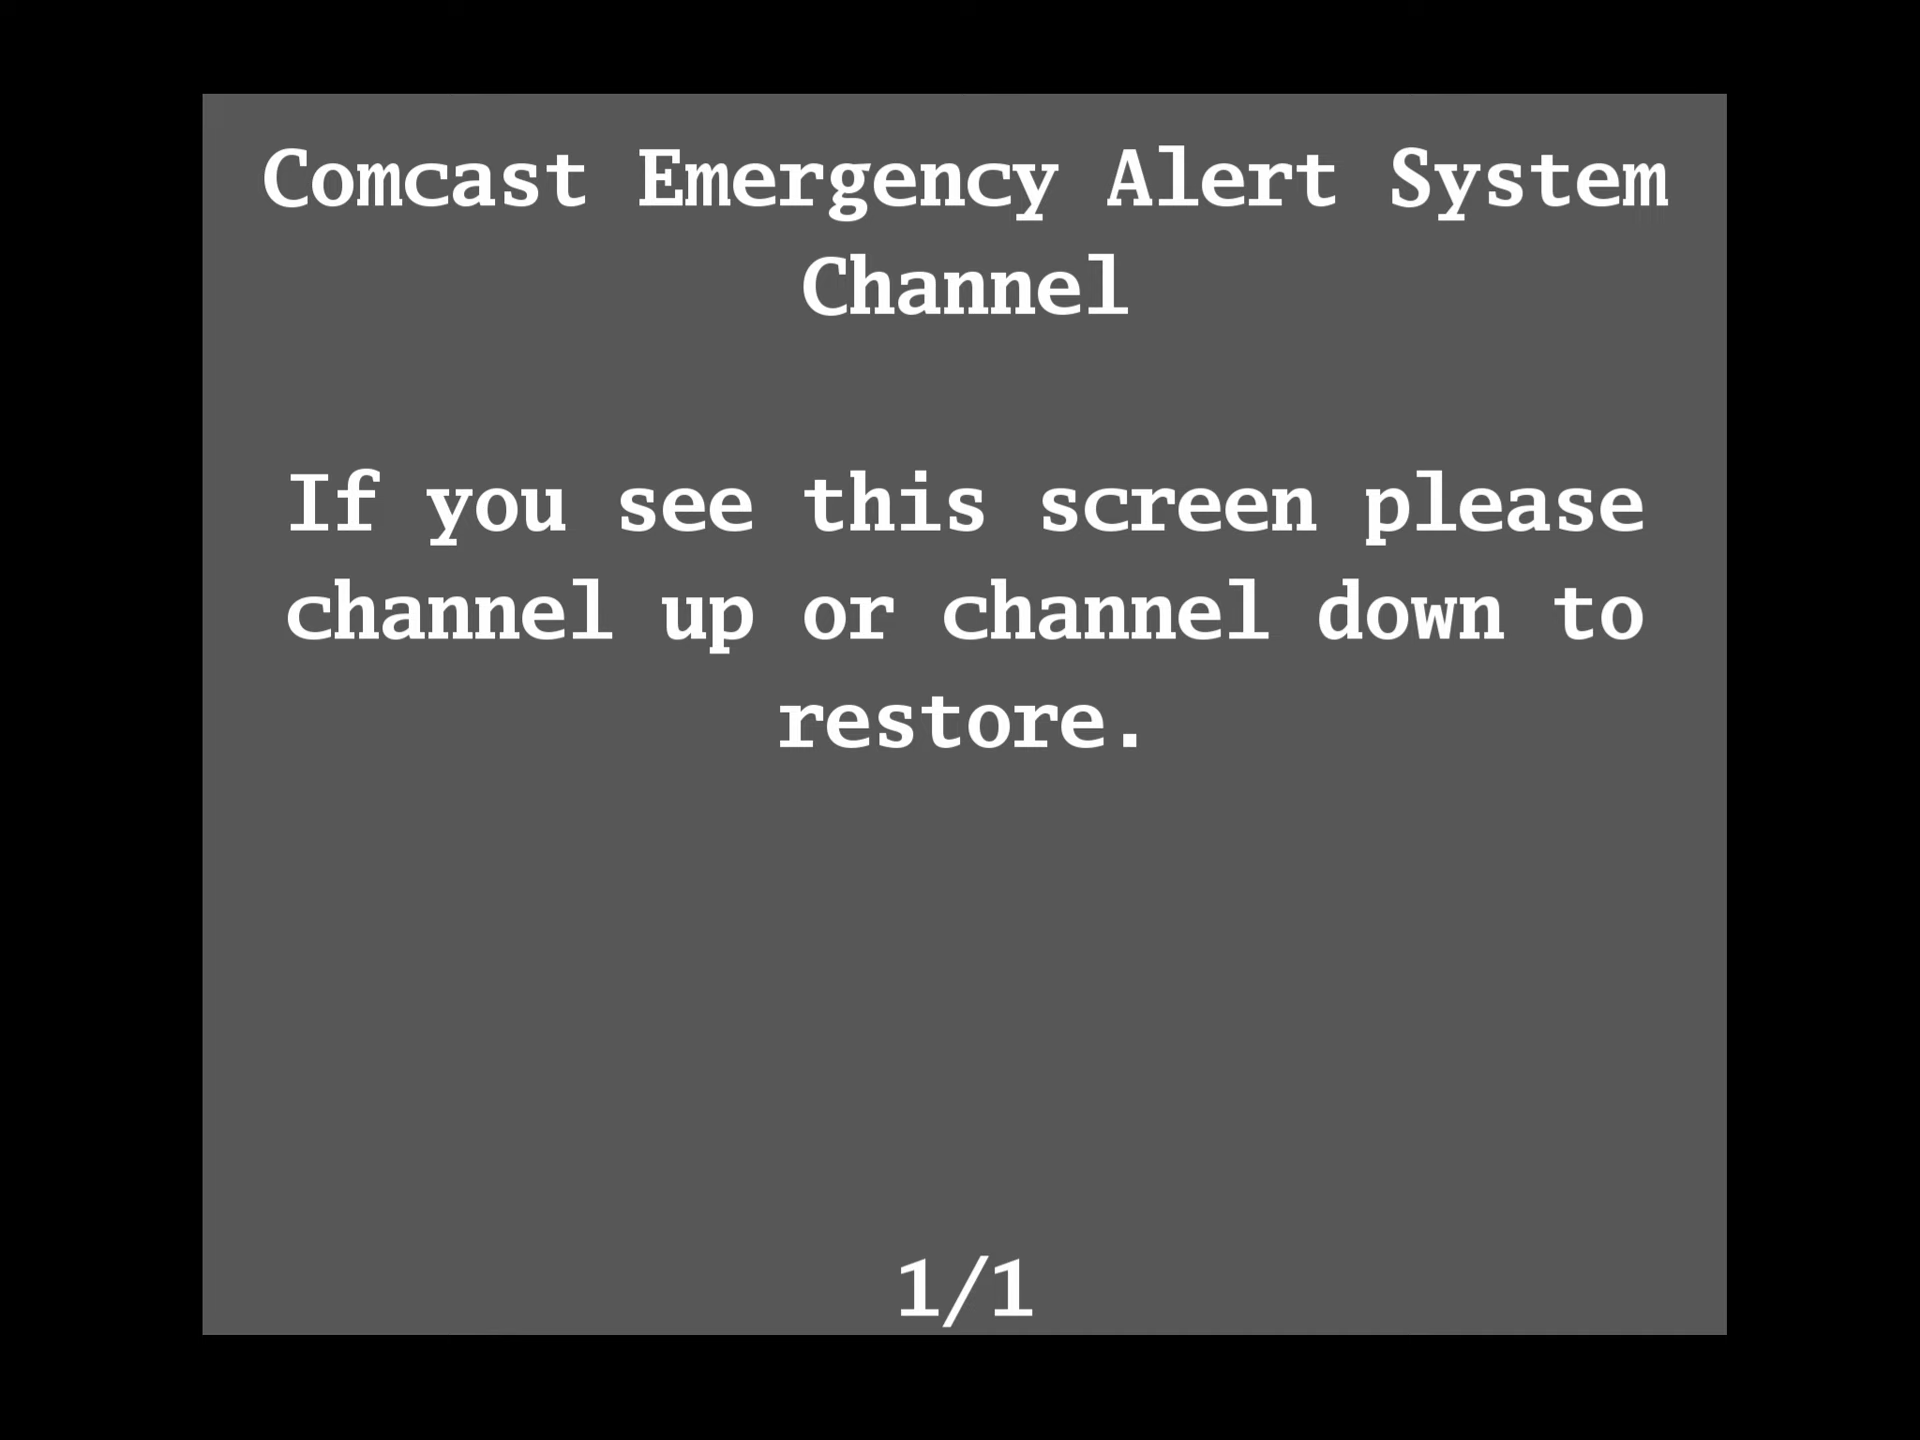 Comcast Emergency Alert System
Channel
If you see this screen please
channel up or channel down to
restore.
1/1